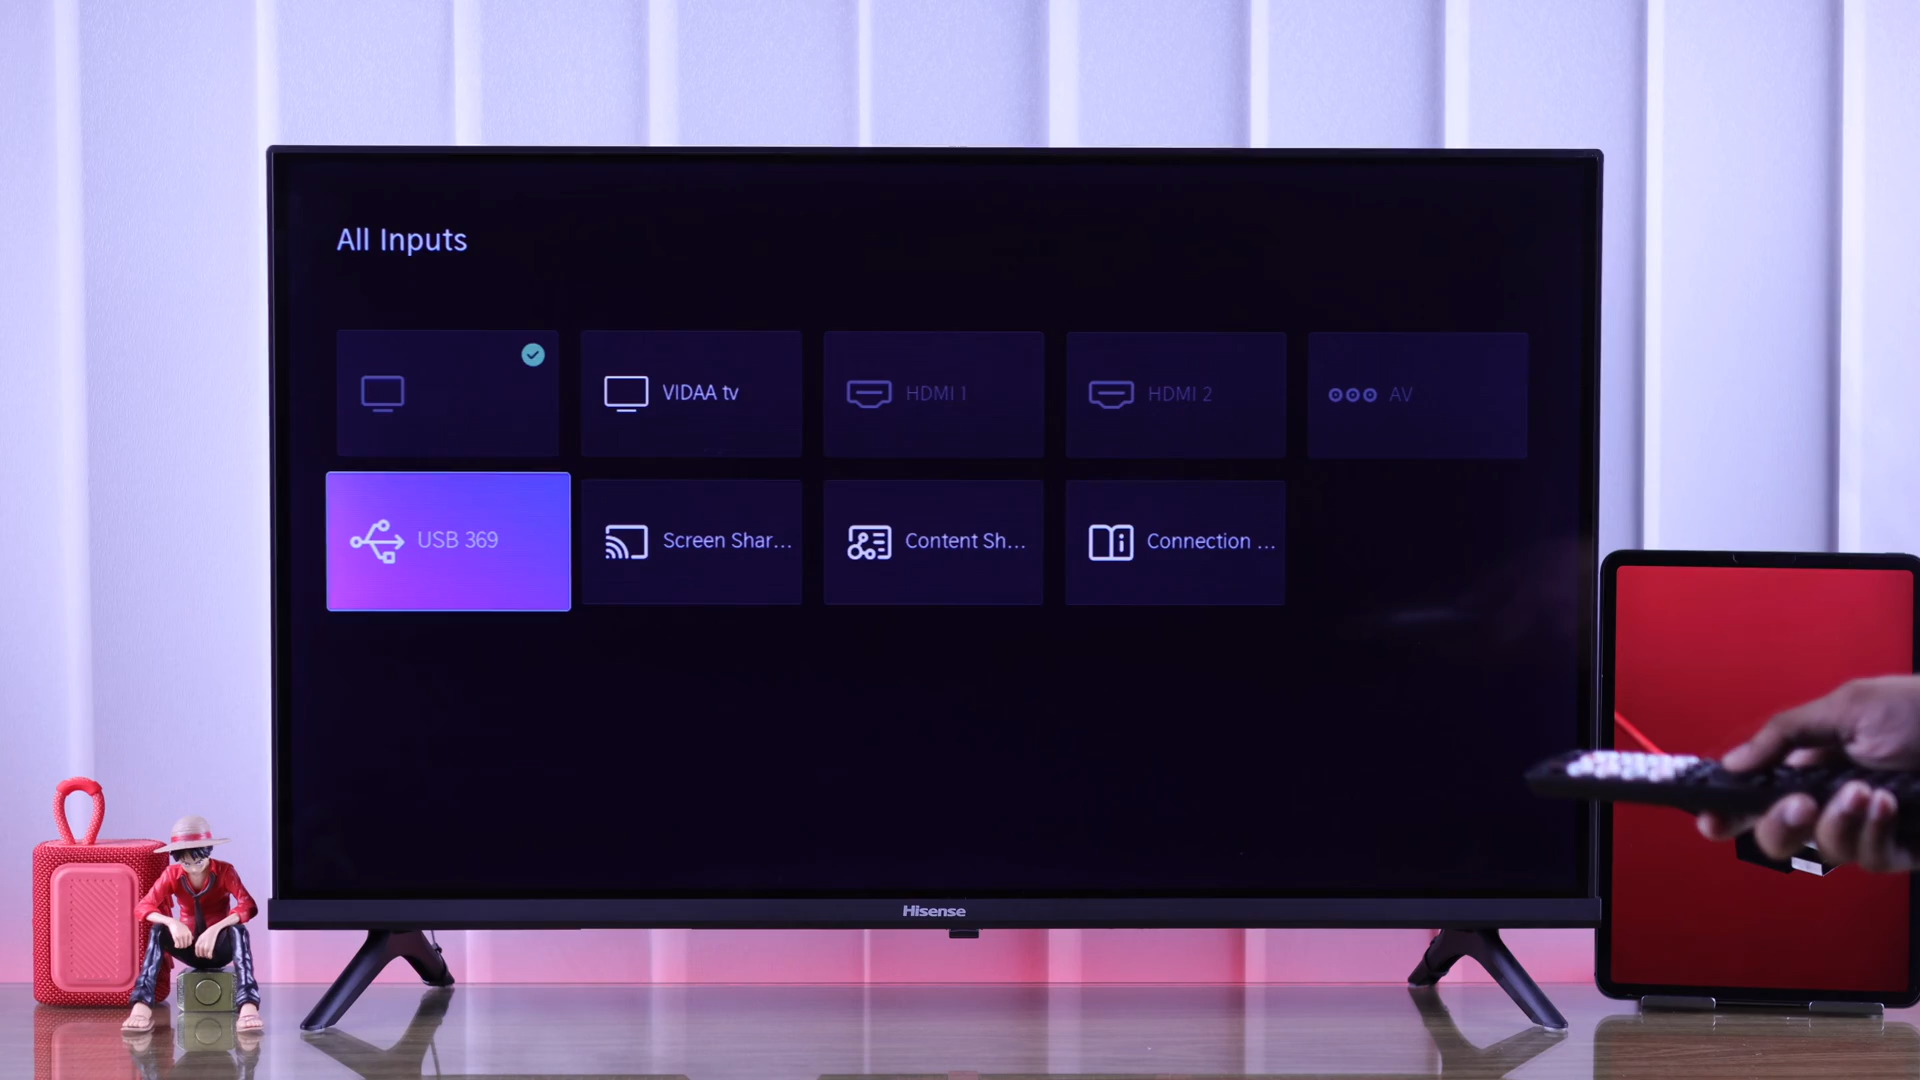 All Inputs
VIDAA tv
HDMI 1
HDMI 2
AV
USB 369
Screen Shar...
Content Sh...
Connection ...
Hisense